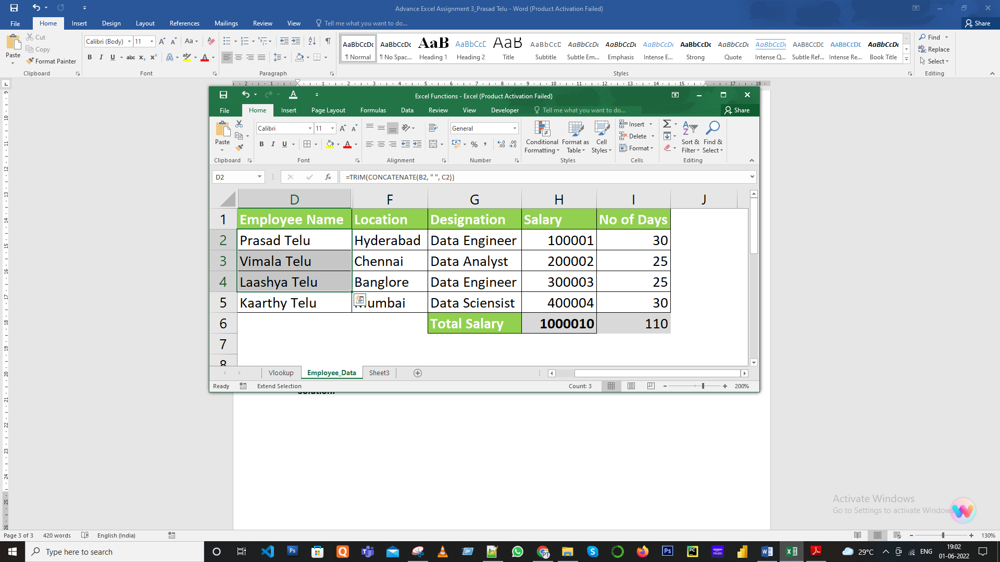 Advance Excel Assignment 3_Prasad Telu - Word (Product Activation Failed)
File Home Insert Design Layout References Mailings Review View Tell me what you want to do... Share
Paste Cut Copy Format Painter
Calibri (Body) 11
Clipboard Font Paragraph Styles Editing
AaBbCcDc AaBbCcDc AaB AaBbCcD AaB AaBbCcD AaBbCcDc AaBbCcDc AaBbCcDc AaBbCcDc AaBbCcDc AaBbCcDc AABBCCDD AABBCCDD AaBbCcDc
¶ Normal ¶ No Spac... Heading 1 Heading 2 Title Subtitle Subtle Em... Emphasis Intense E... Strong Quote Intense Q... Subtle Ref... Intense Re... Book Title
Find
Replace
Select
Excel Functions - Excel (Product Activation Failed)
File Home Insert Page Layout Formulas Data Review View Developer Tell me what you want to do... Share
Paste Calibri 11 General
Conditional Formatting Format as Table Cell Styles
Insert Delete Format
Sort & Filter Find & Select
Clipboard Font Alignment Number Styles Cells Editing
D2 fx =TRIM(CONCATENATE(B2, " ", C2))
D F G H I J
1 Employee Name Location Designation Salary No of Days
2 Prasad Telu Hyderabad Data Engineer 100001 30
3 Vimala Telu Chennai Data Analyst 200002 25
4 Laashya Telu Banglore Data Engineer 300003 25
5 Kaarthy Telu Mumbai Data Sciensist 400004 30
6 Total Salary 1000010 110
7
8
Vlookup Employee_Data Sheet3
Ready Extend Selection Count: 3 200%
Solution:
Activate Windows
Go to Settings to activate Windows
Page 3 of 3 420 words English (India) 130%
Type here to search
29°C ENG 19:02
01-06-2022